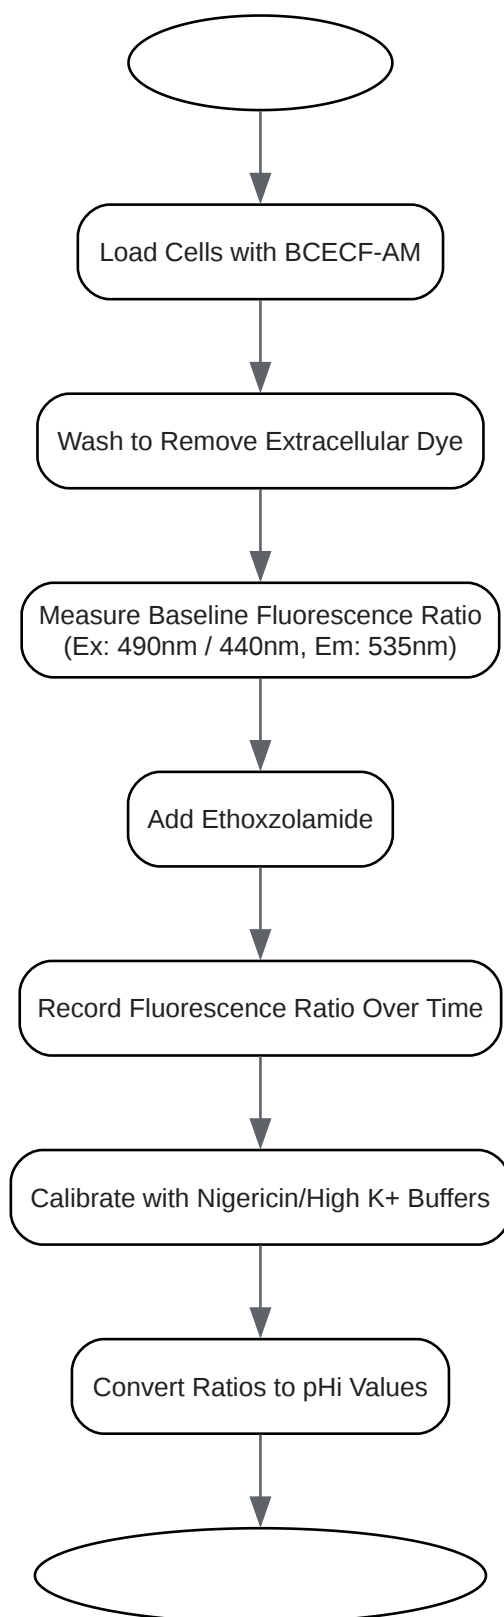 Load Cells with BCECF-AM
Wash to Remove Extracellular Dye
Measure Baseline Fluorescence Ratio
(Ex: 490nm / 440nm, Em: 535nm)
Add Ethoxzolamide
Record Fluorescence Ratio Over Time
Calibrate with Nigericin/High K+ Buffers
Convert Ratios to pHi Values